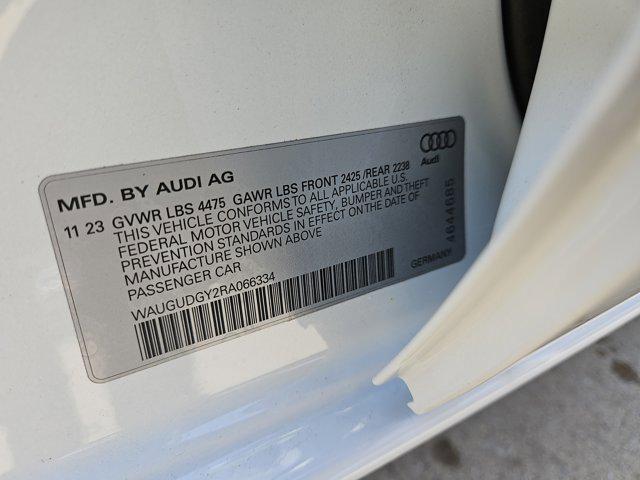 Audi
MFD. BY AUDI AG
11 23 GVWR LBS 4475 GAWR LBS FRONT 2425 /REAR 2238
THIS VEHICLE CONFORMS TO ALL APPLICABLE U.S.
FEDERAL MOTOR VEHICLE SAFETY, BUMPER AND THEFT
PREVENTION STANDARDS IN EFFECT ON THE DATE OF
MANUFACTURE SHOWN ABOVE
PASSENGER CAR
WAUGUDGY2RA066334
GERMANY
4644685